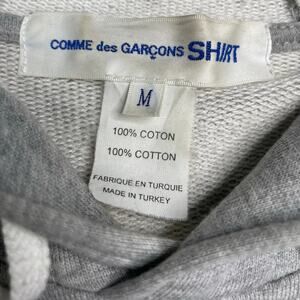 COMME des GARÇONS SHIRT
M
100% COTON
100% COTTON
FABRIQUE EN TURQUIE
MADE IN TURKEY